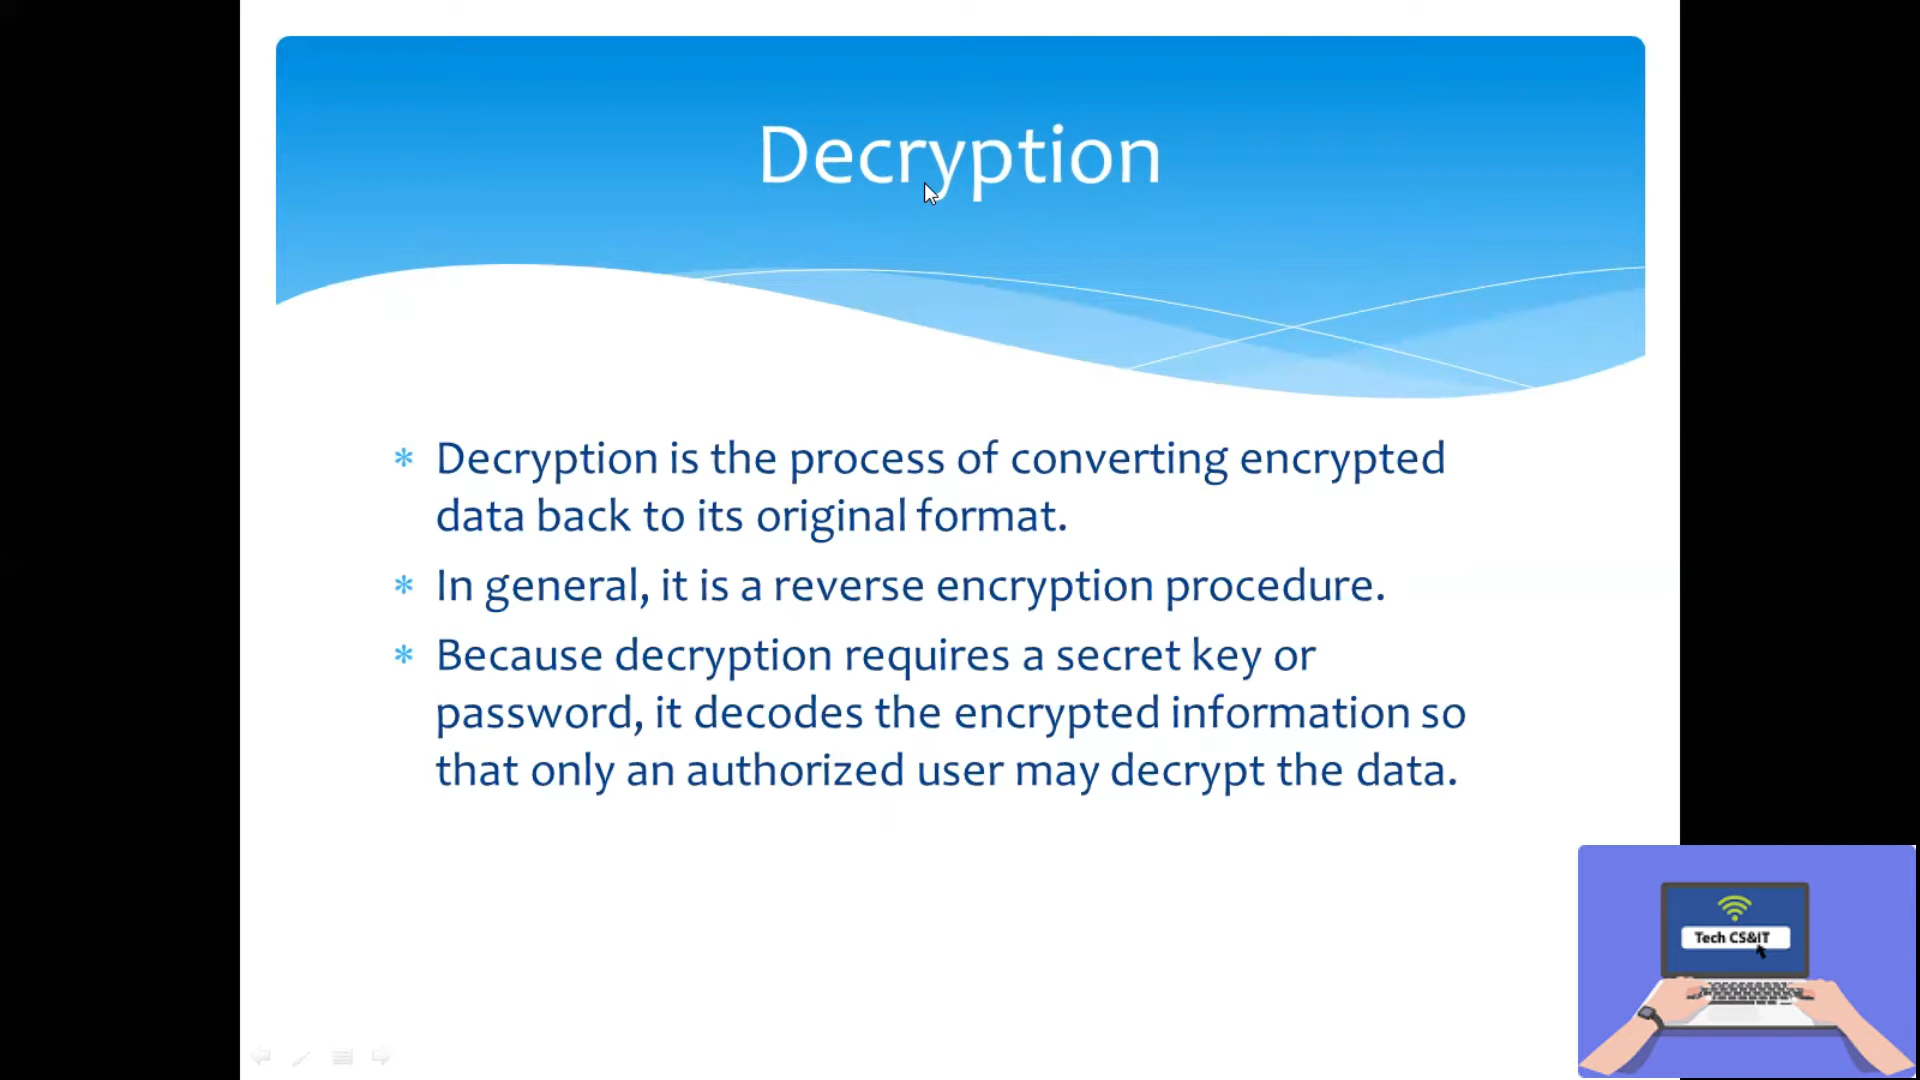 Decryption
* Decryption is the process of converting encrypted
data back to its original format.
* In general, it is a reverse encryption procedure.
* Because decryption requires a secret key or
password, it decodes the encrypted information so
that only an authorized user may decrypt the data.
Tech CS&IT